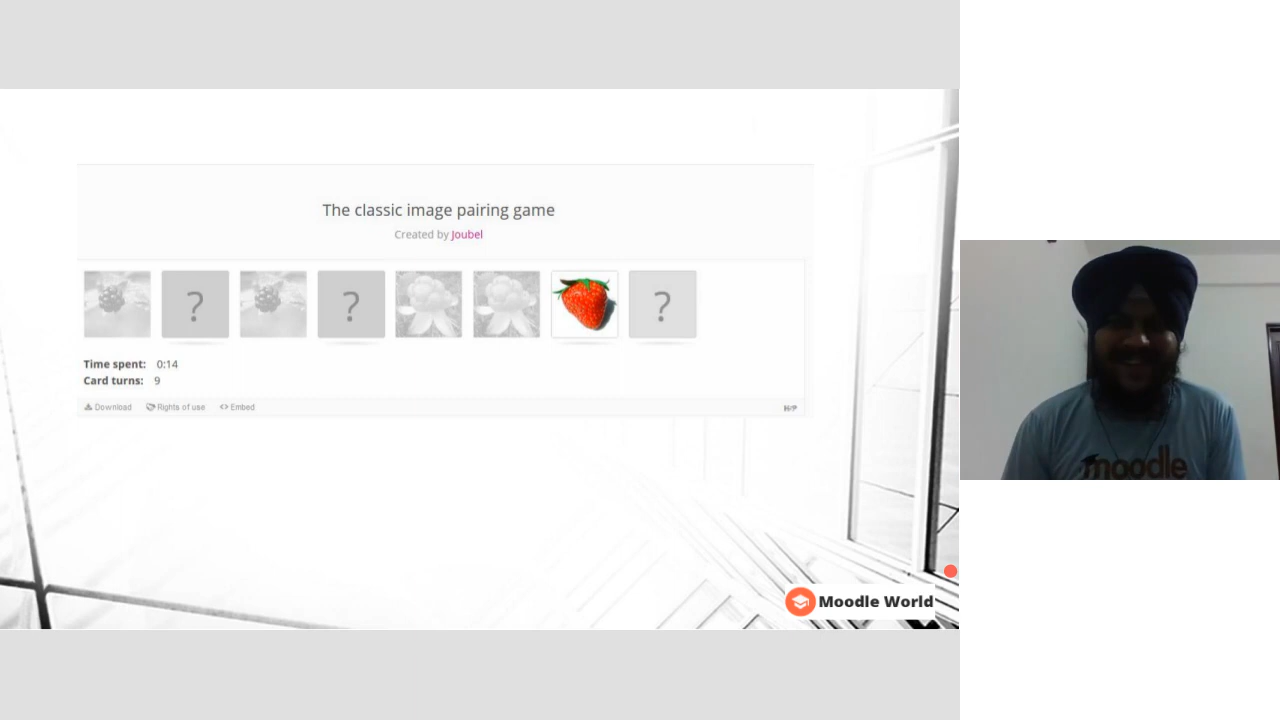 The classic image pairing game
Created by Joubel
? ? ?
Time spent: 0:14
Card turns: 9
Download Rights of use Embed H5P
moodle
Moodle World